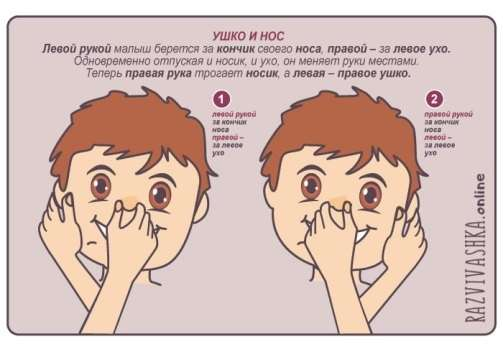 УШКО И НОС
Левой рукой малыш берется за кончик своего носа, правой – за левое ухо.
Одновременно отпуская и носик, и ухо, он меняет руки местами.
Теперь правая рука трогает носик, а левая – правое ушко.
1
левой рукой
за кончик
носа
правой –
за левое
ухо
2
правой рукой
за кончик
носа
левой –
за левое
ухо
RAZVIVASHKA.online